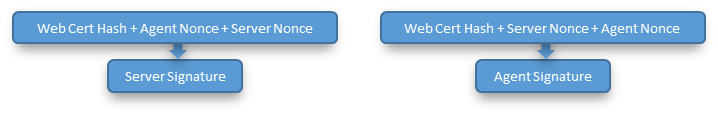 Web Cert Hash + Agent Nonce + Server Nonce
Server Signature
Web Cert Hash + Server Nonce + Agent Nonce
Agent Signature